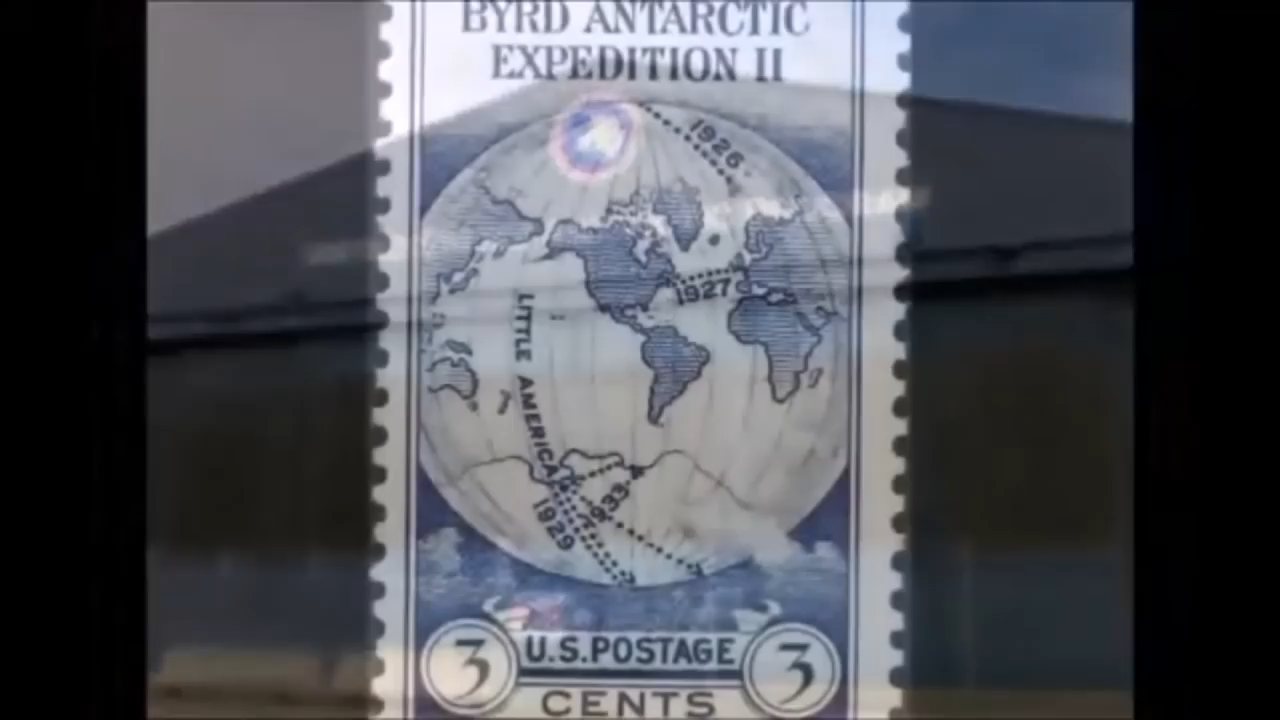 BYRD ANTARCTIC
EXPEDITION II
1926
1927
LITTLE AMERICA
1933
1929
3 U.S.POSTAGE 3
CENTS